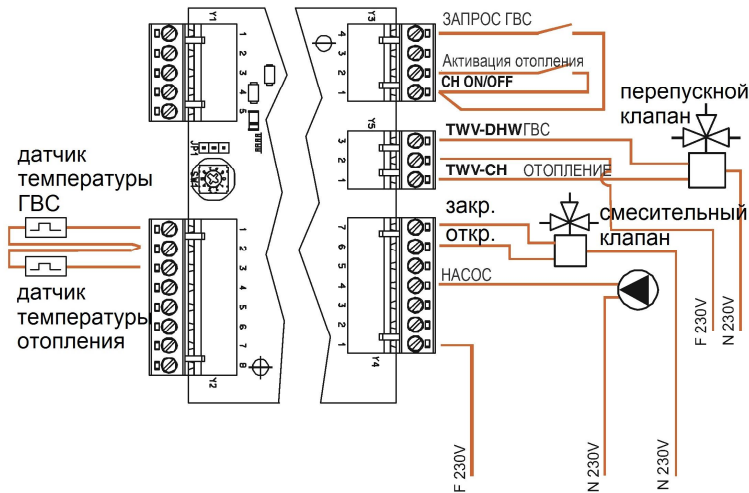 Y1
1
2
3
4
5
JP1
SW1
Y3
4
3
2
1
ЗАПРОС ГВС
Активация отопления
CH ON/OFF
перепускной
клапан
Y5
3
2
1
TWV-DHW ГВС
TWV-CH ОТОПЛЕНИЕ
датчик
температуры
ГВС
датчик
температуры
отопления
1
2
3
4
5
6
7
8
Y2
закр.
откр.
НАСОС
смесительный
клапан
7
6
5
4
3
2
1
Y4
F 230V
N 230V
N 230V
F 230V
N 230V